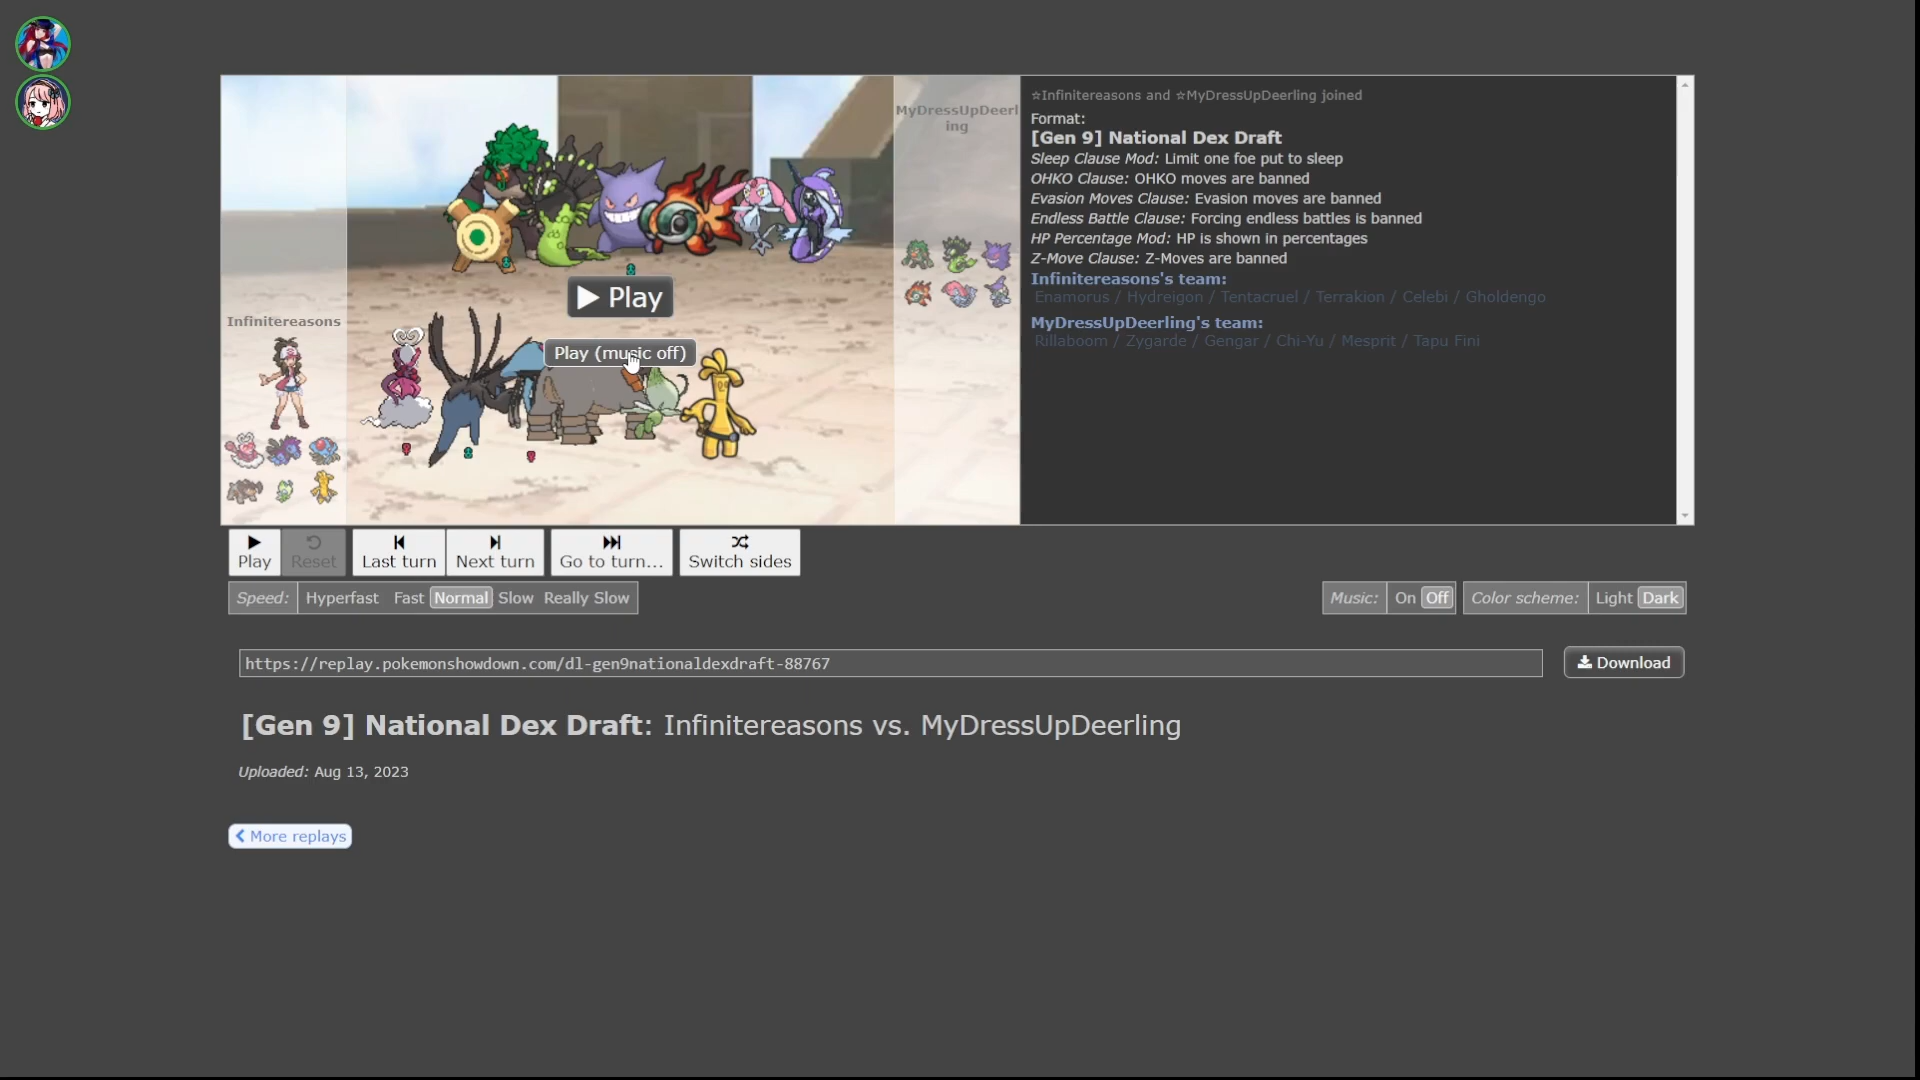 ☆Infinitereasons and ☆MyDressUpDeerling joined
Format:
[Gen 9] National Dex Draft
Sleep Clause Mod: Limit one foe put to sleep
OHKO Clause: OHKO moves are banned
Evasion Moves Clause: Evasion moves are banned
Endless Battle Clause: Forcing endless battles is banned
HP Percentage Mod: HP is shown in percentages
Z-Move Clause: Z-Moves are banned
Infinitereasons's team:
Enamorus / Hydreigon / Tentacruel / Terrakion / Celebi / Gholdengo
MyDressUpDeerling's team:
Rillaboom / Zygarde / Gengar / Chi-Yu / Mesprit / Tapu Fini
MyDressUpDeerl
ing
Infinitereasons
Play
Play (music off)
Play
Reset
Last turn
Next turn
Go to turn...
Switch sides
Speed: Hyperfast Fast Normal Slow Really Slow
Music: On Off
Color scheme: Light Dark
https://replay.pokemonshowdown.com/dl-gen9nationaldexdraft-88767
Download
[Gen 9] National Dex Draft: Infinitereasons vs. MyDressUpDeerling
Uploaded: Aug 13, 2023
More replays